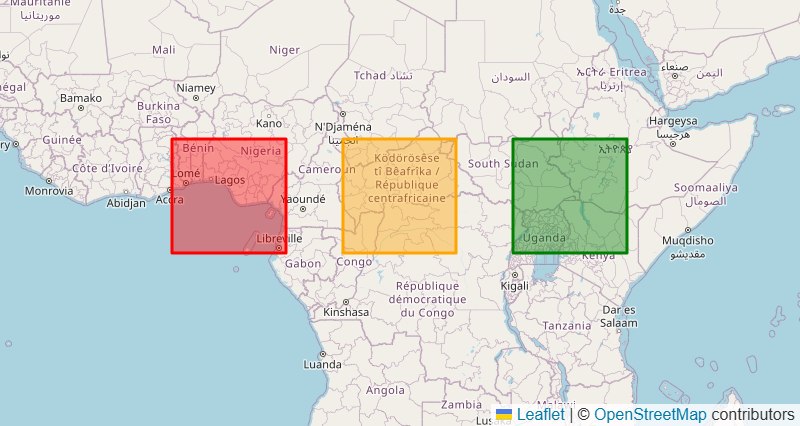 Mauritanie
موريتانيا
Mali
Niger
Tchad تشاد
السودان
ኤርትራ Eritrea
إرتريا
صنعاء
اليمن
جدة
Bamako
Burkina
Faso
Niamey
Kano
N'Djaména
انجمينا
Hargeysa
هرجيسا
Guinée
Côte d'Ivoire
Bénin
Nigeria
Cameroun
Ködörösêse
tî Bêafrîka /
République
centrafricaine
South Sudan
ኢትዮጵያ
Soomaaliya
الصومال
Monrovia
Abidjan
Accra
Lomé
Lagos
Yaoundé
Libreville
Gabon
Congo
Uganda
Kenya
Muqdisho
مقديشو
République
démocratique
du Congo
Kigali
Kinshasa
Tanzania
Dar es
Salaam
Luanda
Angola
Zambia
Leaflet | © OpenStreetMap contributors